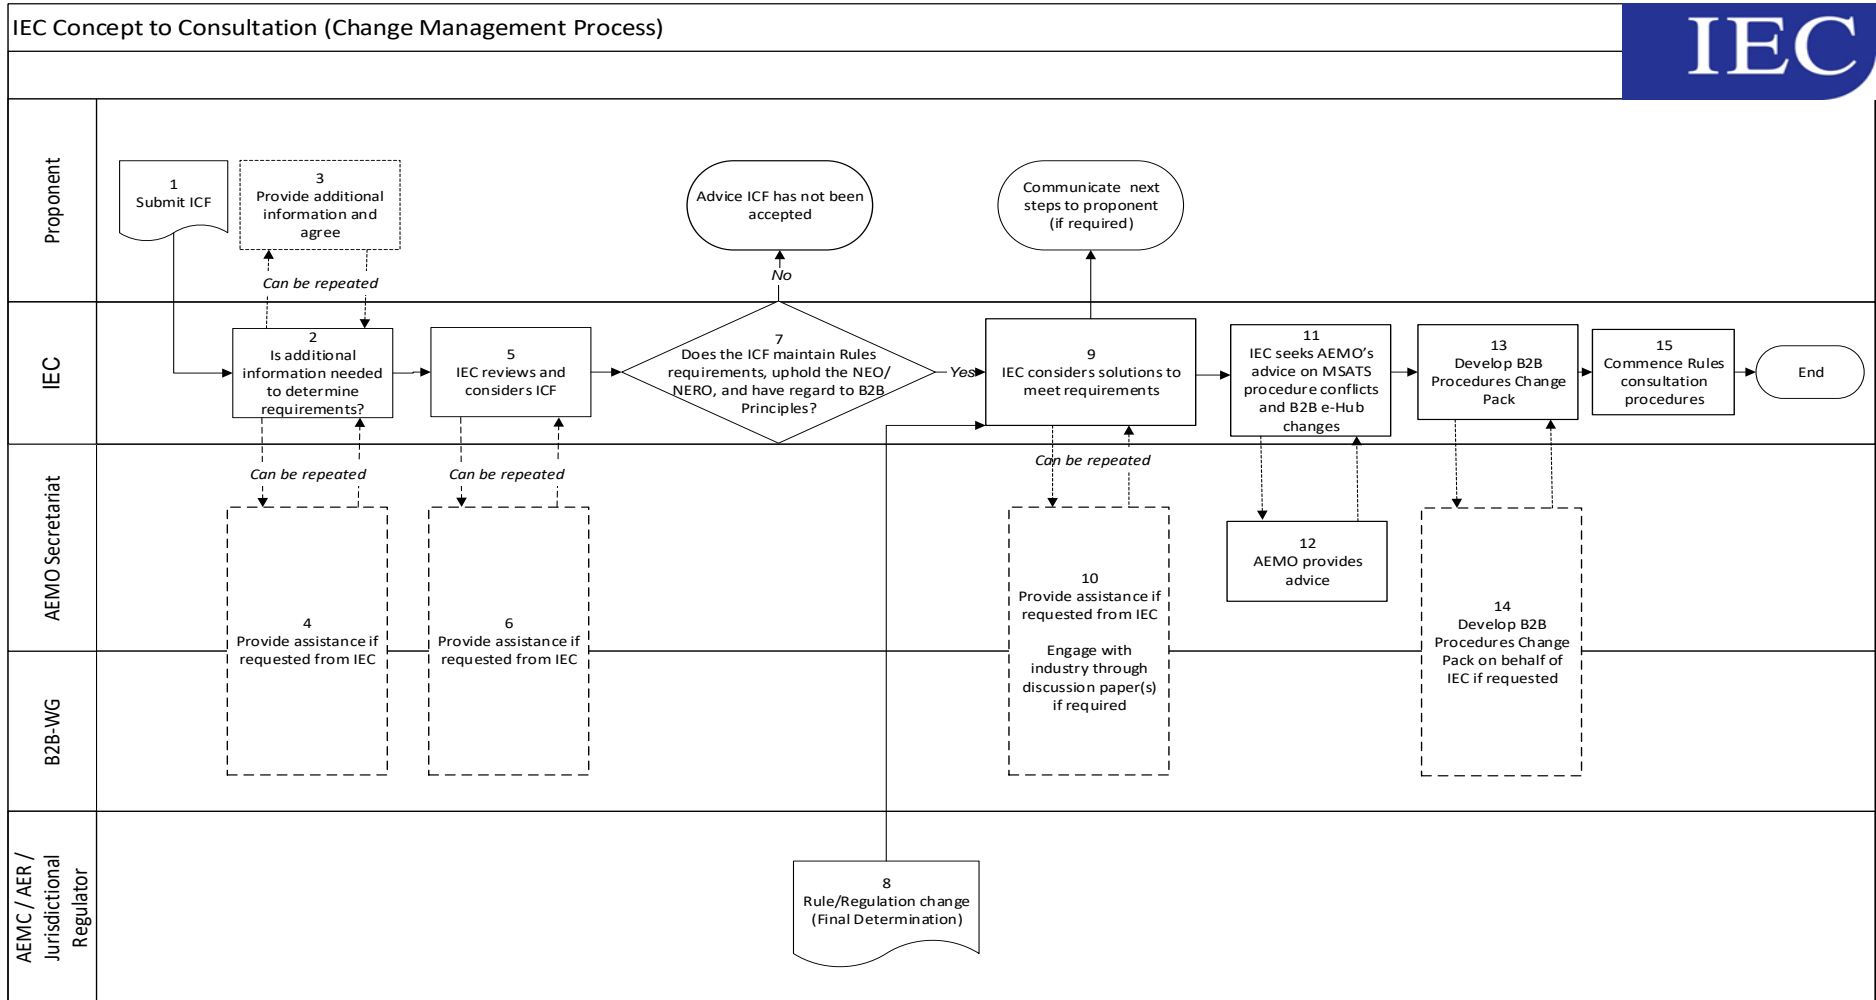 IEC Concept to Consultation (Change Management Process)
IEC
Proponent
1
Submit ICF
3
Provide additional
information and
agree
Can be repeated
Advice ICF has not been
accepted
No
Communicate next
steps to proponent
(if required)
IEC
2
Is additional
information needed
to determine
requirements?
5
IEC reviews and
considers ICF
7
Does the ICF maintain Rules
requirements, uphold the NEO/
NERO, and have regard to B2B
Principles?
Yes
9
IEC considers solutions to
meet requirements
11
IEC seeks AEMO’s
advice on MSATS
procedure conflicts
and B2B e-Hub
changes
13
Develop B2B
Procedures Change
Pack
15
Commence Rules
consultation
procedures
End
AEMO Secretariat
Can be repeated
Can be repeated
Can be repeated
4
Provide assistance if
requested from IEC
6
Provide assistance if
requested from IEC
10
Provide assistance if
requested from IEC
Engage with
industry through
discussion paper(s)
if required
12
AEMO provides
advice
14
Develop B2B
Procedures Change
Pack on behalf of
IEC if requested
B2B-WG
AEMC / AER /
Jurisdictional
Regulator
8
Rule/Regulation change
(Final Determination)